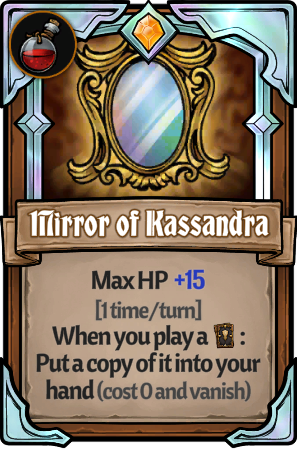 Mirror of Kassandra
Max HP +15
[1 time/turn]
When you play a :
Put a copy of it into your
hand (cost 0 and vanish)